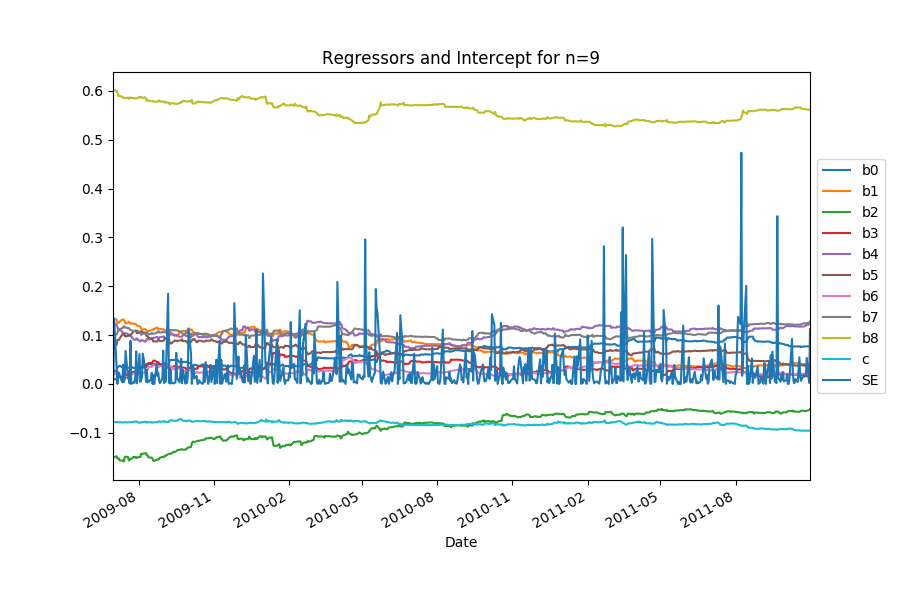 Regressors and Intercept for n=9
0.6
0.5
0.4
0.3
0.2
0.1
0.0
−0.1
2009-08
2009-11
2010-02
2010-05
2010-08
2010-11
2011-02
2011-05
2011-08
Date
b0
b1
b2
b3
b4
b5
b6
b7
b8
c
SE